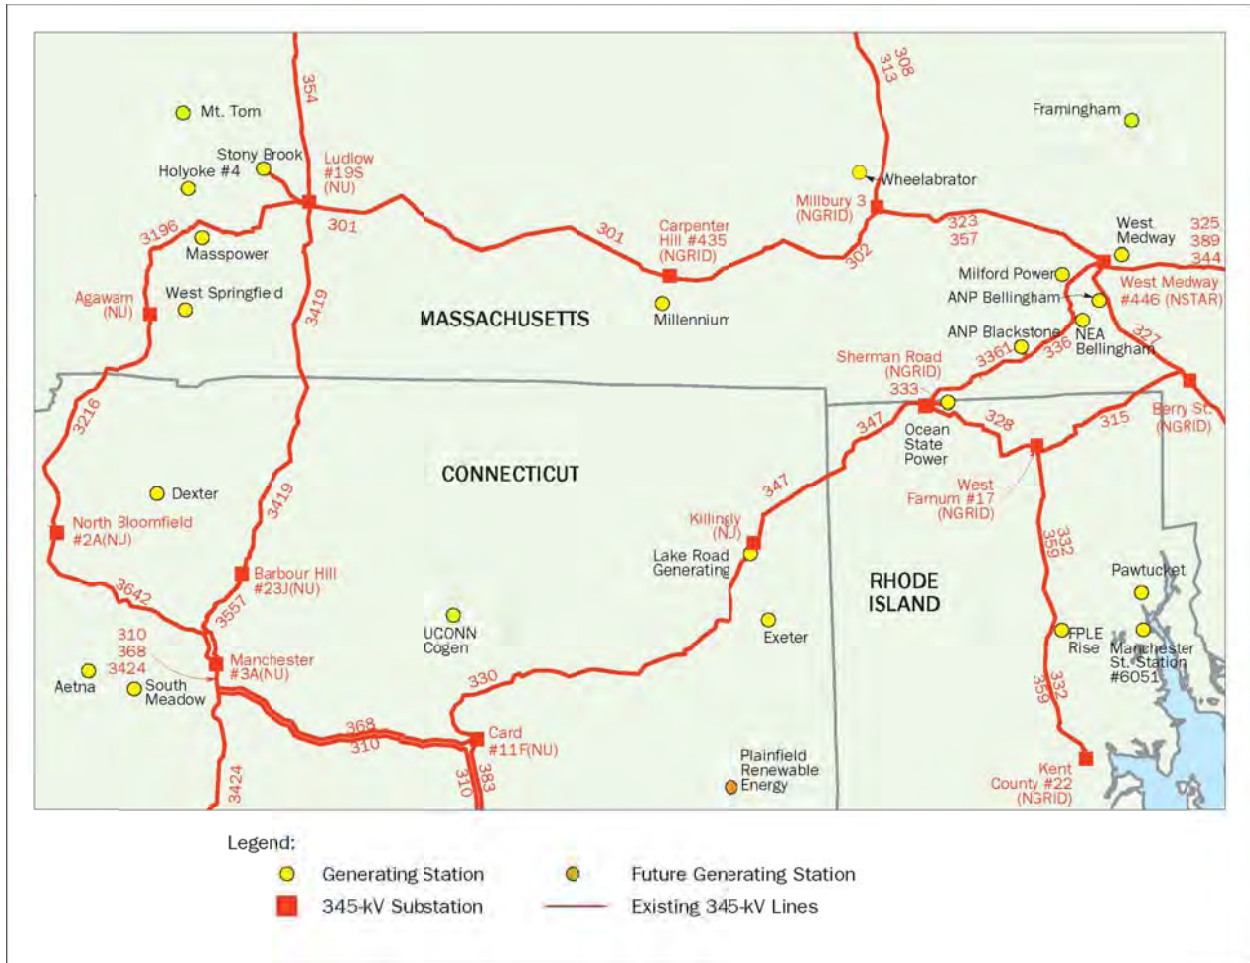 354
308
313
Mt. Tom
Framingham
Stony Brook
Holyoke #4
Ludlow
#19S
(NU)
Wheelabrator
Millbury 3
(NGRID)
3196
301
301
Carpenter
Hill #435
(NGRID)
302
323
357
West
Medway
325
389
344
Masspower
Milford Power
West Medway
#446 (NSTAR)
Agawam
(NU)
West Springfield
3419
MASSACHUSETTS
Millennium
ANP Bellingham
ANP Blackstone
NEA
Bellingham
327
3361
336
Sherman Road
(NGRID)
333
3216
347
Ocean
State
Power
328
315
Berry St.
(NGRID)
CONNECTICUT
347
West
Farnum #17
(NGRID)
Dexter
3419
North Bloomfield
#2A(NU)
Killingly
(NU)
Lake Road
Generating
332
359
Barbour Hill
#23J(NU)
RHODE
ISLAND
Pawtucket
3642
3557
310
368
3424
UCONN
Cogen
Exeter
FPLE
Rise
Manchester
St. Station
#6051
Manchester
#3A(NU)
Aetna
South
Meadow
330
332
359
368
310
Card
#11F(NU)
Plainfield
Renewable
Energy
Kent
County #22
(NGRID)
3424
310
383
Legend:
Generating Station
Future Generating Station
345-kV Substation
Existing 345-kV Lines